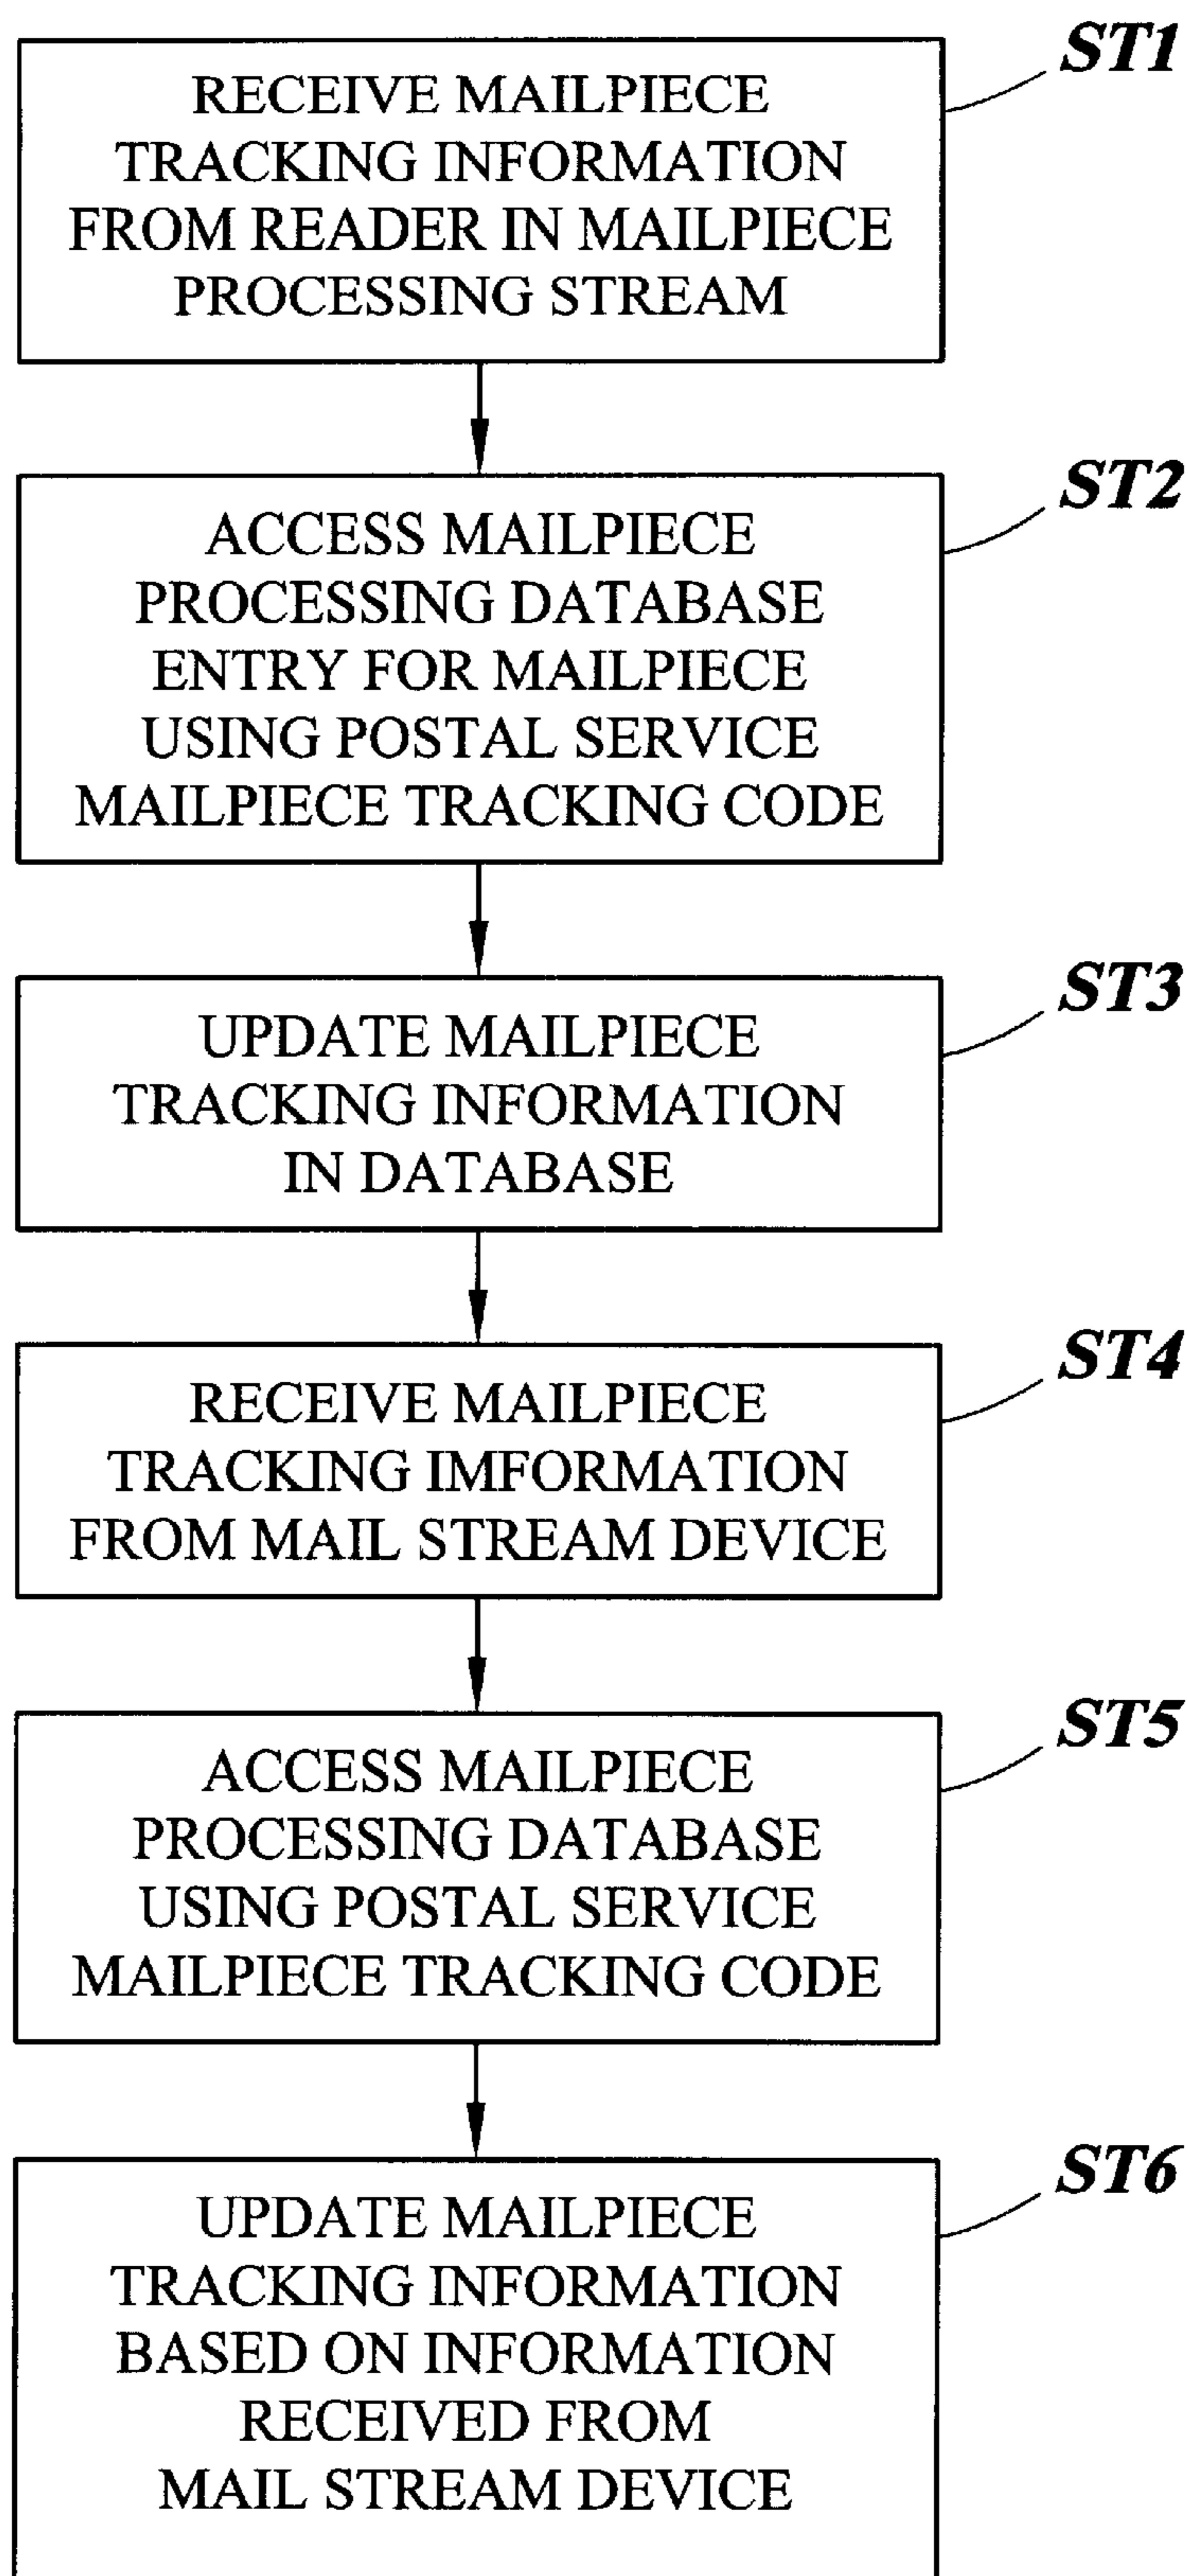 ST1
RECEIVE MAILPIECE
TRACKING INFORMATION
FROM READER IN MAILPIECE
PROCESSING STREAM
ST2
ACCESS MAILPIECE
PROCESSING DATABASE
ENTRY FOR MAILPIECE
USING POSTAL SERVICE
MAILPIECE TRACKING CODE
ST3
UPDATE MAILPIECE
TRACKING INFORMATION
IN DATABASE
ST4
RECEIVE MAILPIECE
TRACKING IMFORMATION
FROM MAIL STREAM DEVICE
ST5
ACCESS MAILPIECE
PROCESSING DATABASE
USING POSTAL SERVICE
MAILPIECE TRACKING CODE
ST6
UPDATE MAILPIECE
TRACKING INFORMATION
BASED ON INFORMATION
RECEIVED FROM
MAIL STREAM DEVICE